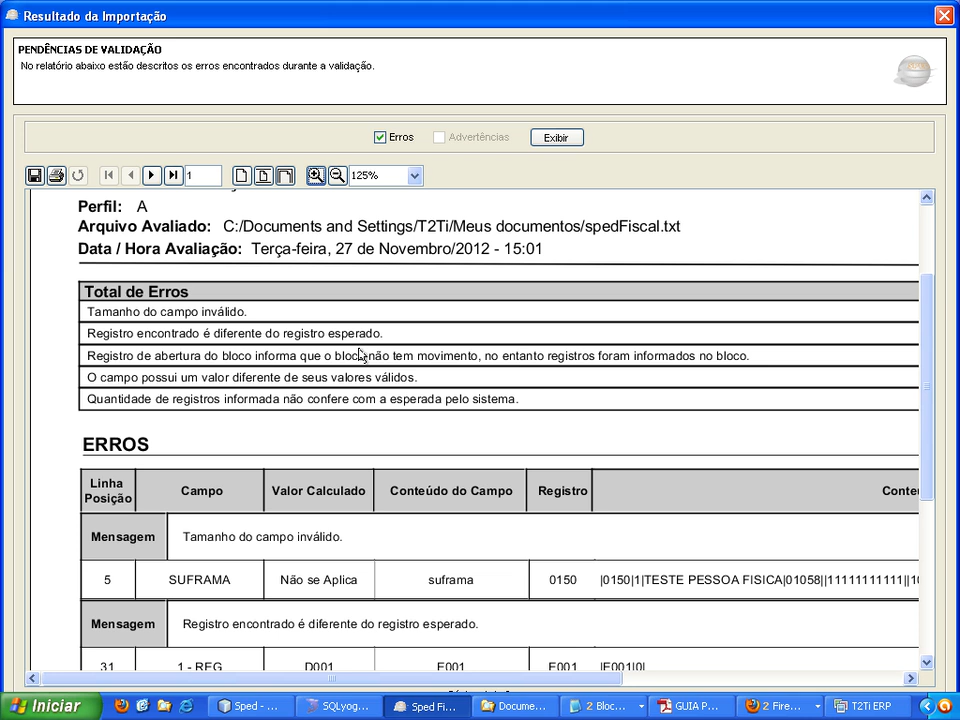 Resultado da Importação
PENDÊNCIAS DE VALIDAÇÃO
No relatório abaixo estão descritos os erros encontrados durante a validação.
Erros Advertências Exibir
1 125%
Perfil: A
Arquivo Avaliado: C:/Documents and Settings/T2Ti/Meus documentos/spedFiscal.txt
Data / Hora Avaliação: Terça-feira, 27 de Novembro/2012 - 15:01
Total de Erros
Tamanho do campo inválido.
Registro encontrado é diferente do registro esperado.
Registro de abertura do bloco informa que o bloco não tem movimento, no entanto registros foram informados no bloco.
O campo possui um valor diferente de seus valores válidos.
Quantidade de registros informada não confere com a esperada pelo sistema.
ERROS
Linha Posição Campo Valor Calculado Conteúdo do Campo Registro Conteú
Mensagem Tamanho do campo inválido.
5 SUFRAMA Não se Aplica suframa 0150 |0150|1|TESTE PESSOA FISICA|01058||11111111111||10
Mensagem Registro encontrado é diferente do registro esperado.
31 1 - REG D001 E001 E001 |E001|0|
Iniciar Sped - ... SQLyog... Sped Fi... Docume... 2 Bloc... GUIA P... 2 Fire... T2Ti ERP